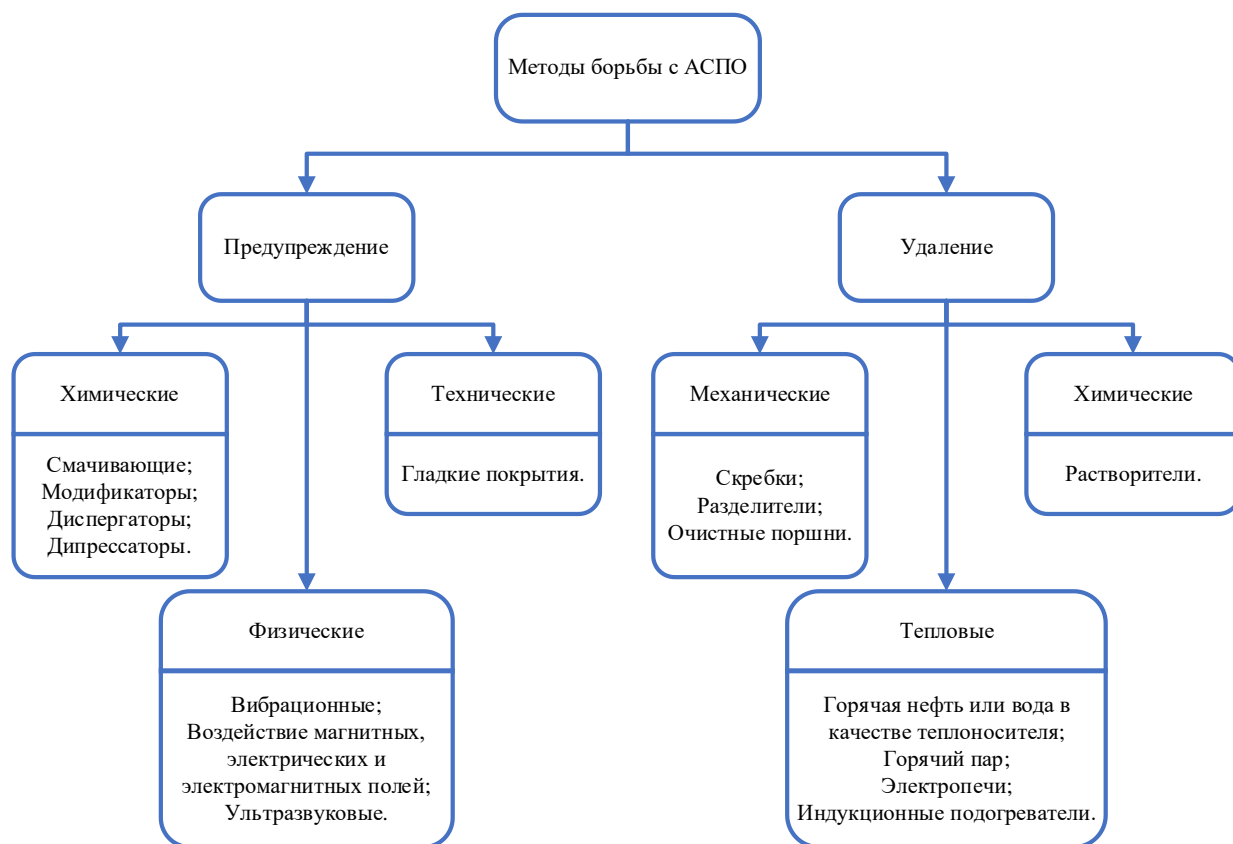 Методы борьбы с АСПО
Предупреждение
Удаление
Химические
Смачивающие;
Модификаторы;
Диспергаторы;
Дипрессаторы.
Технические
Гладкие покрытия.
Механические
Скребки;
Разделители;
Очистные поршни.
Химические
Растворители.
Физические
Вибрационные;
Воздействие магнитных,
электрических и
электромагнитных полей;
Ультразвуковые.
Тепловые
Горячая нефть или вода в
качестве теплоносителя;
Горячий пар;
Электропечи;
Индукционные подогреватели.